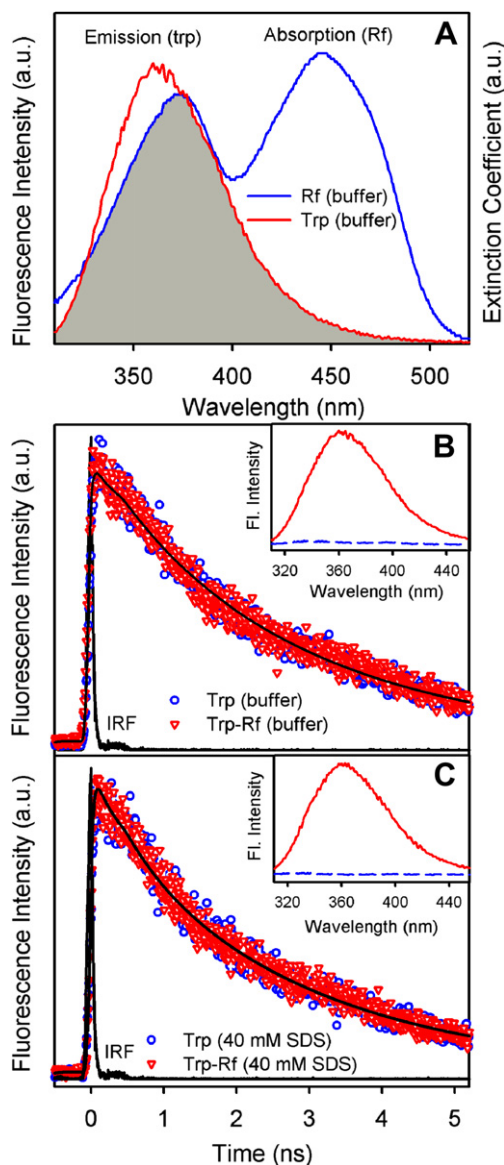 A
Emission (trp)
Absorption (Rf)
Rf (buffer)
Trp (buffer)
Fluorescence Inetensity (a.u.)
Extinction Coefficient (a.u.)
350 400 450 500
Wavelength (nm)
B
Fl. Intensity
320 360 400 440
Wavelength (nm)
Fluorescence Intensity (a.u.)
IRF
Trp (buffer)
Trp-Rf (buffer)
C
Fl. Intensity
320 360 400 440
Wavelength (nm)
Fluorescence Intensity (a.u.)
IRF
Trp (40 mM SDS)
Trp-Rf (40 mM SDS)
0 1 2 3 4 5
Time (ns)